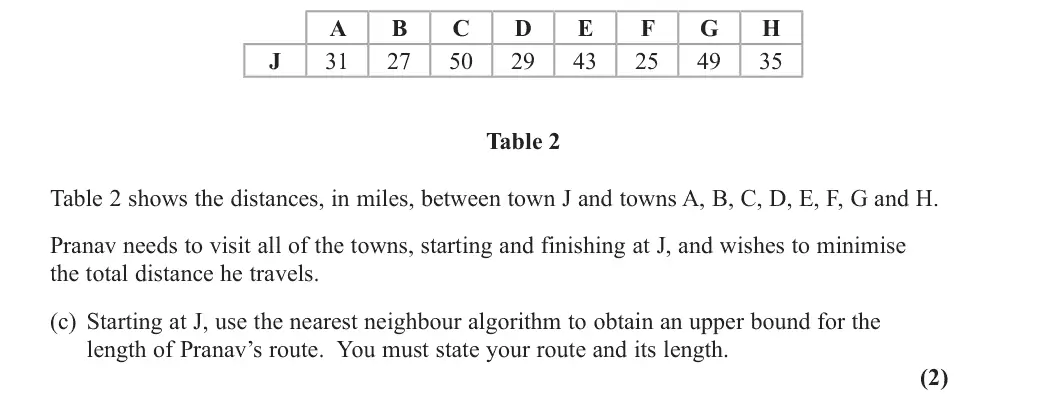 A B C D E F G H
J 31 27 50 29 43 25 49 35
Table 2
Table 2 shows the distances, in miles, between town J and towns A, B, C, D, E, F, G and H.
Pranav needs to visit all of the towns, starting and finishing at J, and wishes to minimise
the total distance he travels.
(c) Starting at J, use the nearest neighbour algorithm to obtain an upper bound for the
length of Pranav’s route. You must state your route and its length.
(2)